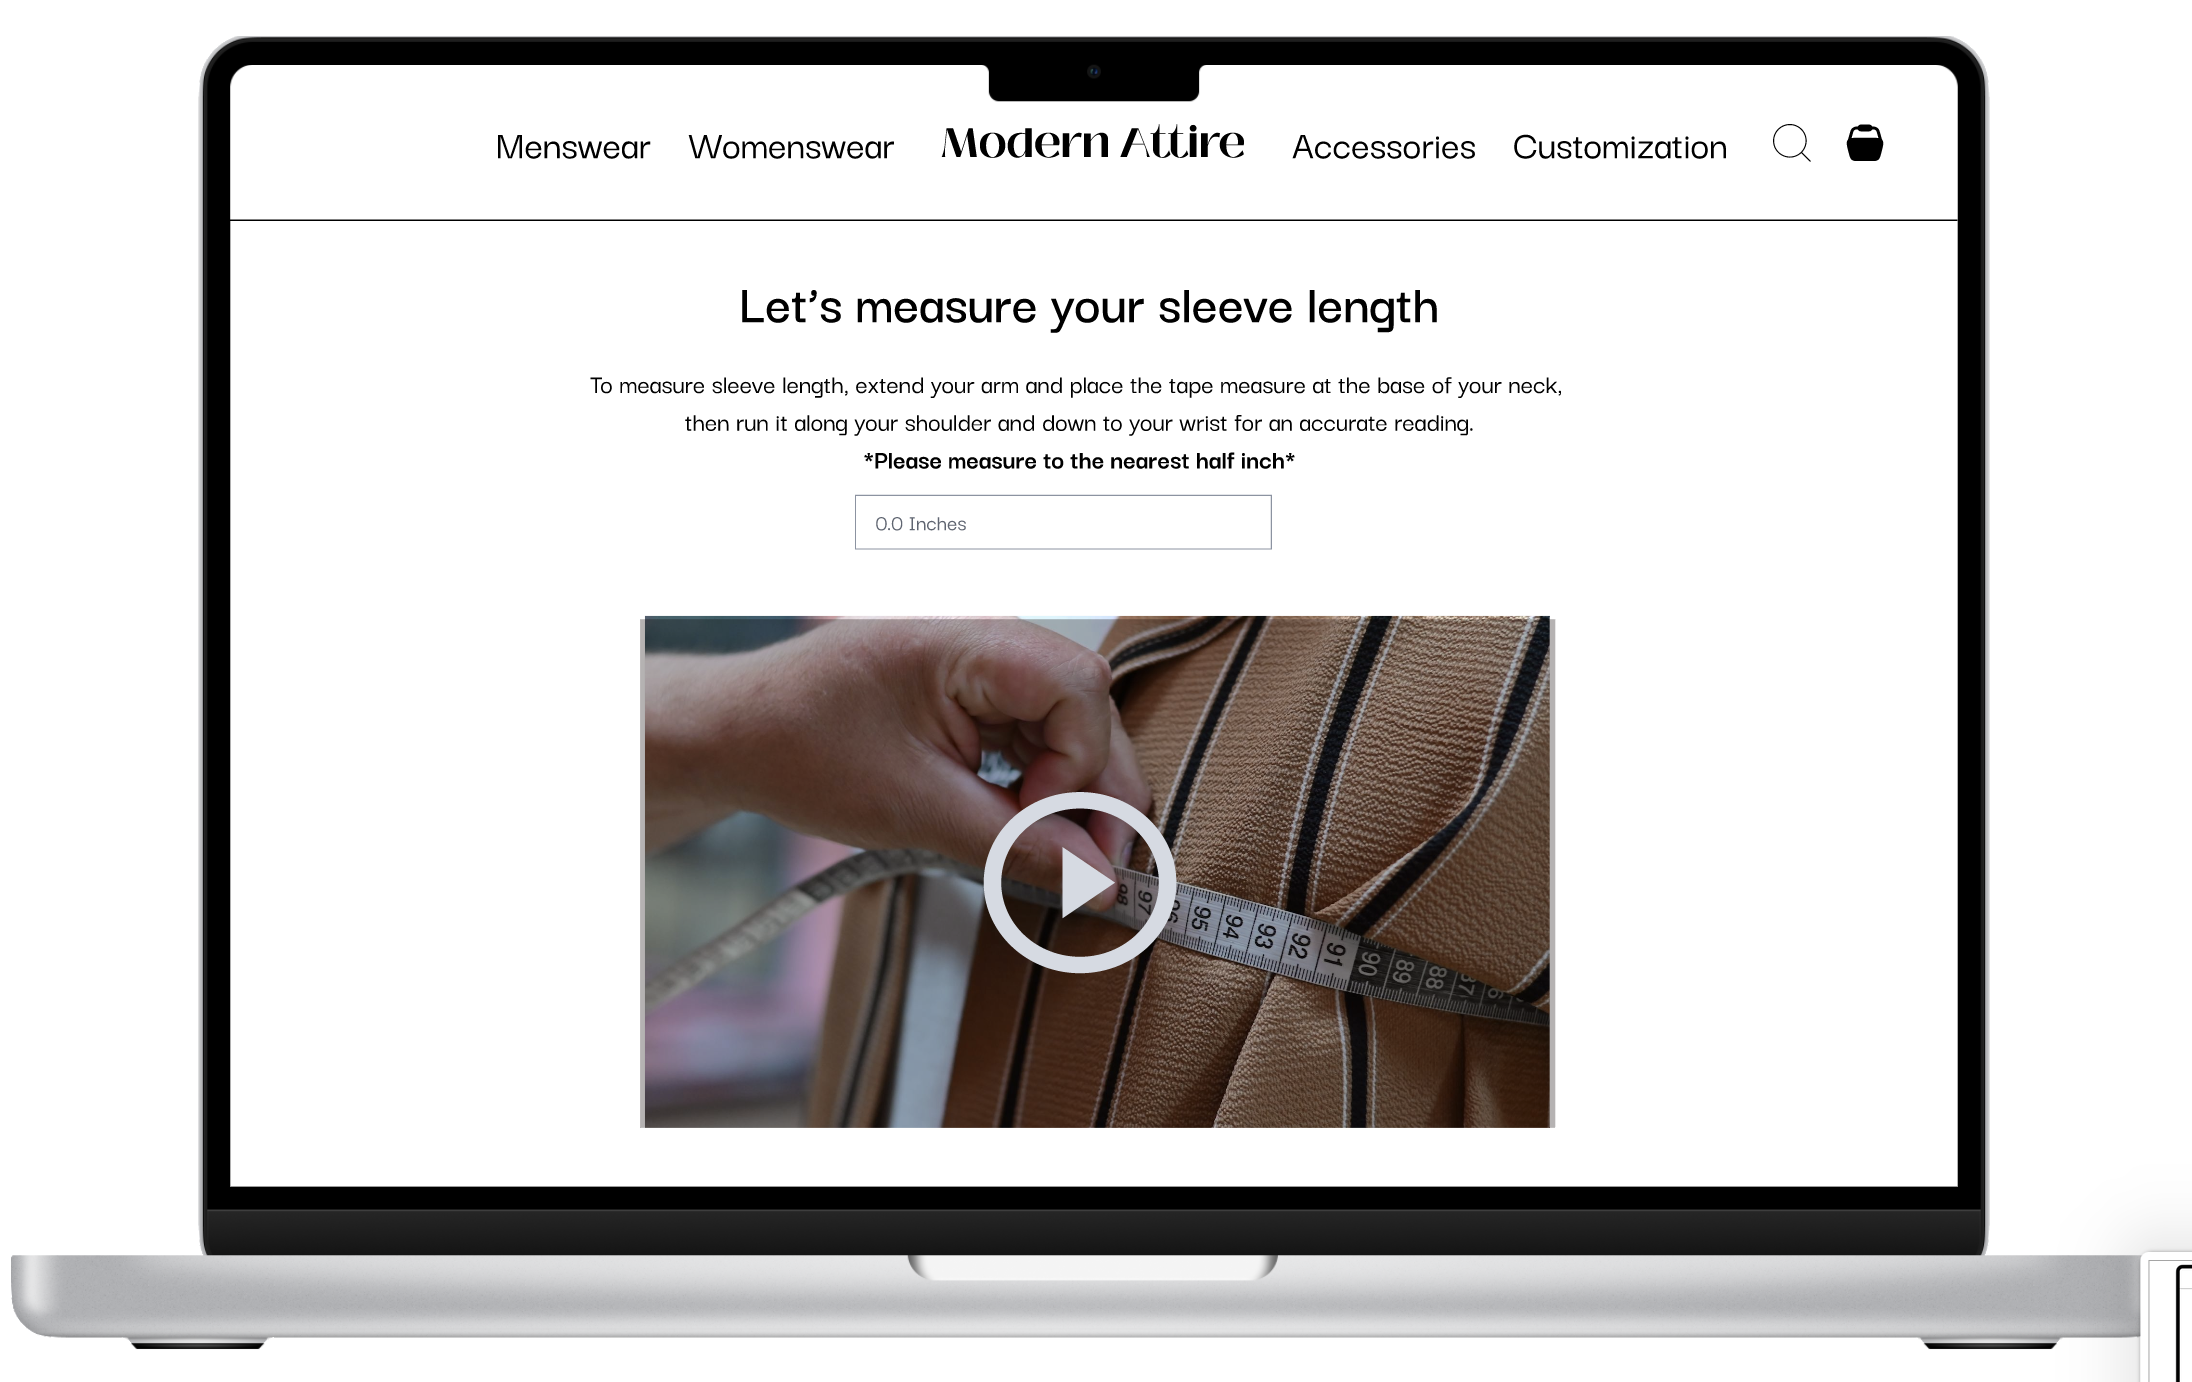 Menswear Womenswear Modern Attire Accessories Customization
Let's measure your sleeve length
To measure sleeve length, extend your arm and place the tape measure at the base of your neck,
then run it along your shoulder and down to your wrist for an accurate reading.
*Please measure to the nearest half inch*
0.0 Inches
98 97 96 95 94 93 92 91 90 89 88 87